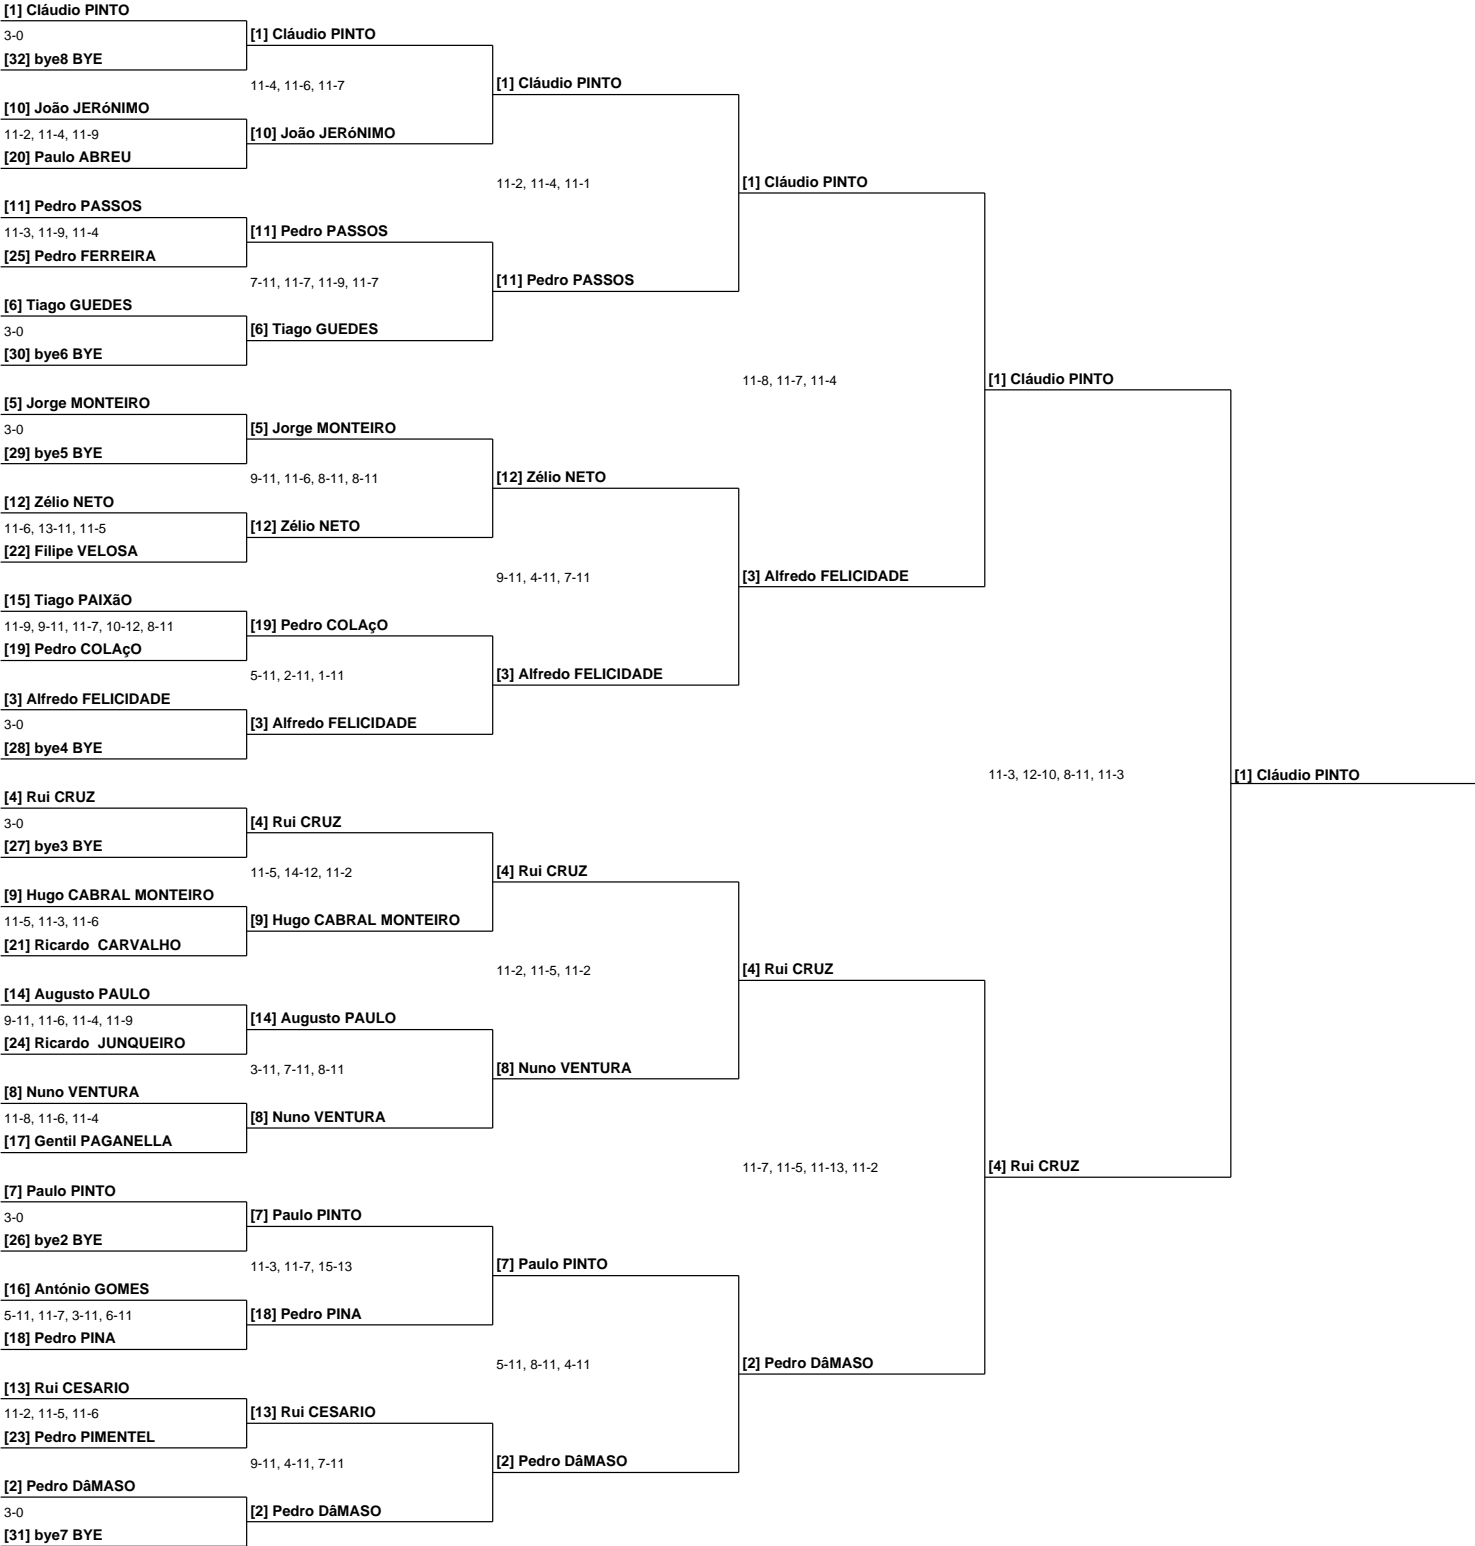 [1] Cláudio PINTO
3-0
[1] Cláudio PINTO
[32] bye8 BYE
11-4, 11-6, 11-7
[1] Cláudio PINTO
[10] João JERóNIMO
11-2, 11-4, 11-9
[10] João JERóNIMO
[20] Paulo ABREU
11-2, 11-4, 11-1
[1] Cláudio PINTO
[11] Pedro PASSOS
11-3, 11-9, 11-4
[11] Pedro PASSOS
[25] Pedro FERREIRA
7-11, 11-7, 11-9, 11-7
[11] Pedro PASSOS
[6] Tiago GUEDES
3-0
[6] Tiago GUEDES
[30] bye6 BYE
11-8, 11-7, 11-4
[1] Cláudio PINTO
[5] Jorge MONTEIRO
3-0
[5] Jorge MONTEIRO
[29] bye5 BYE
9-11, 11-6, 8-11, 8-11
[12] Zélio NETO
[12] Zélio NETO
11-6, 13-11, 11-5
[12] Zélio NETO
[22] Filipe VELOSA
9-11, 4-11, 7-11
[3] Alfredo FELICIDADE
[15] Tiago PAIXãO
11-9, 9-11, 11-7, 10-12, 8-11
[19] Pedro COLAçO
[19] Pedro COLAçO
5-11, 2-11, 1-11
[3] Alfredo FELICIDADE
[3] Alfredo FELICIDADE
3-0
[3] Alfredo FELICIDADE
[28] bye4 BYE
11-3, 12-10, 8-11, 11-3
[1] Cláudio PINTO
[4] Rui CRUZ
3-0
[4] Rui CRUZ
[27] bye3 BYE
11-5, 14-12, 11-2
[4] Rui CRUZ
[9] Hugo CABRAL MONTEIRO
11-5, 11-3, 11-6
[9] Hugo CABRAL MONTEIRO
[21] Ricardo  CARVALHO
11-2, 11-5, 11-2
[4] Rui CRUZ
[14] Augusto PAULO
9-11, 11-6, 11-4, 11-9
[14] Augusto PAULO
[24] Ricardo  JUNQUEIRO
3-11, 7-11, 8-11
[8] Nuno VENTURA
[8] Nuno VENTURA
11-8, 11-6, 11-4
[8] Nuno VENTURA
[17] Gentil PAGANELLA
11-7, 11-5, 11-13, 11-2
[4] Rui CRUZ
[7] Paulo PINTO
3-0
[7] Paulo PINTO
[26] bye2 BYE
11-3, 11-7, 15-13
[7] Paulo PINTO
[16] António GOMES
5-11, 11-7, 3-11, 6-11
[18] Pedro PINA
[18] Pedro PINA
5-11, 8-11, 4-11
[2] Pedro DâMASO
[13] Rui CESARIO
11-2, 11-5, 11-6
[13] Rui CESARIO
[23] Pedro PIMENTEL
9-11, 4-11, 7-11
[2] Pedro DâMASO
[2] Pedro DâMASO
3-0
[2] Pedro DâMASO
[31] bye7 BYE